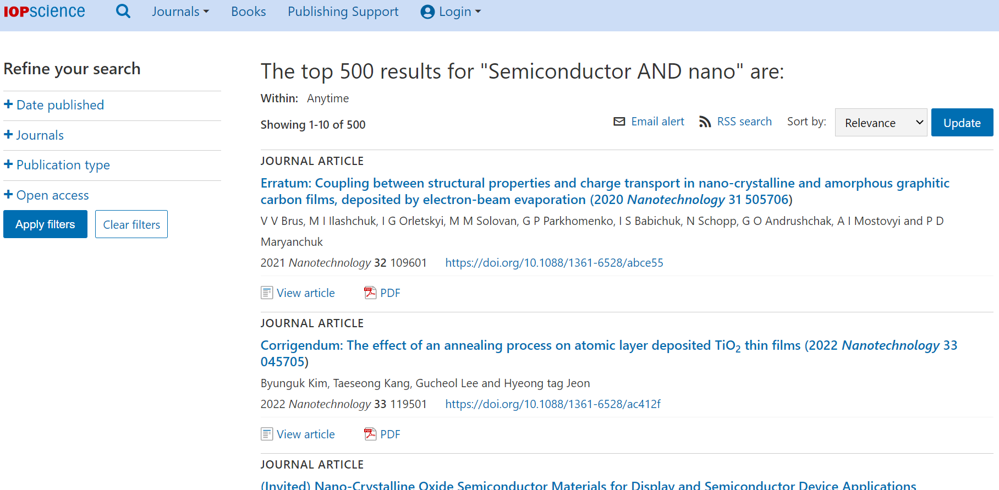 IOPscience Journals Books Publishing Support Login
Refine your search
+ Date published
+ Journals
+ Publication type
+ Open access
Apply filters Clear filters
The top 500 results for "Semiconductor AND nano" are:
Within: Anytime
Showing 1-10 of 500
Email alert RSS search Sort by: Relevance Update
JOURNAL ARTICLE
Erratum: Coupling between structural properties and charge transport in nano-crystalline and amorphous graphitic
carbon films, deposited by electron-beam evaporation (2020 Nanotechnology 31 505706)
V V Brus, M I Ilashchuk, I G Orletskyi, M M Solovan, G P Parkhomenko, I S Babichuk, N Schopp, G O Andrushchak, A I Mostovyi and P D
Maryanchuk
2021 Nanotechnology 32 109601 https://doi.org/10.1088/1361-6528/abce55
View article PDF
JOURNAL ARTICLE
Corrigendum: The effect of an annealing process on atomic layer deposited TiO₂ thin films (2022 Nanotechnology 33
045705)
Byunguk Kim, Taeseong Kang, Gucheol Lee and Hyeong tag Jeon
2022 Nanotechnology 33 119501 https://doi.org/10.1088/1361-6528/ac412f
View article PDF
JOURNAL ARTICLE
(Invited) Nano-Crystalline Oxide Semiconductor Materials for Display and Semiconductor Device Applications